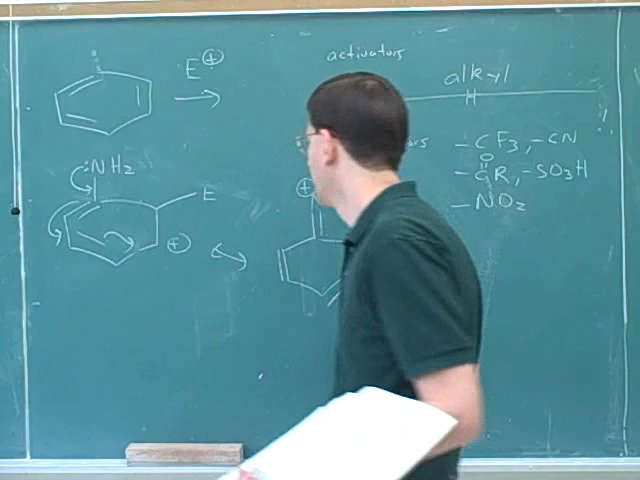 activators
E⊕
alkyl
H
-CF3, -CN
O
-CR, -SO3H
-NO2
:NH2
E
⊕
⊕